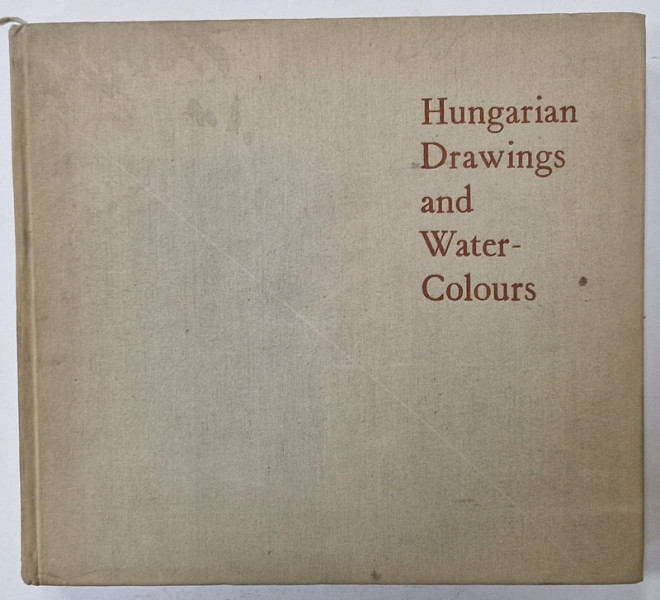 Hungarian
Drawings
and
Water-
Colours